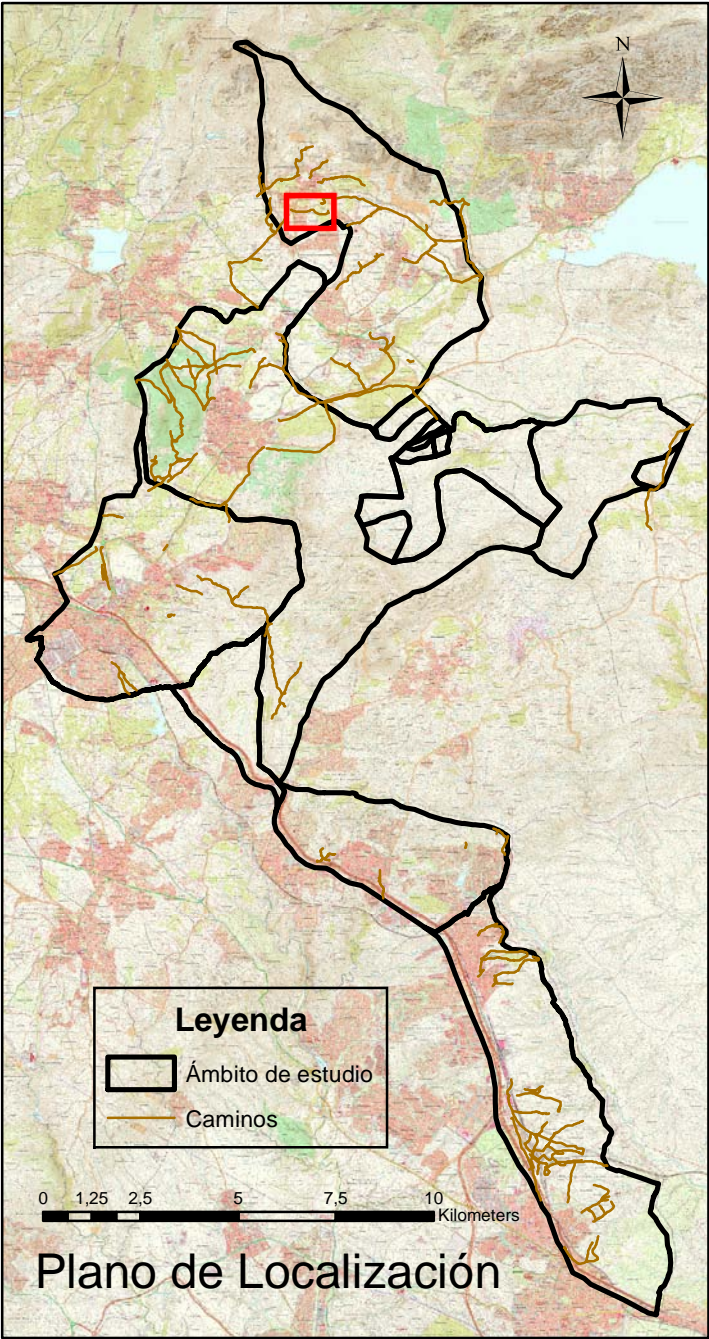 N
Leyenda
Ámbito de estudio
Caminos
0 1,25 2,5 5 7,5 10
Kilometers
Plano de Localización